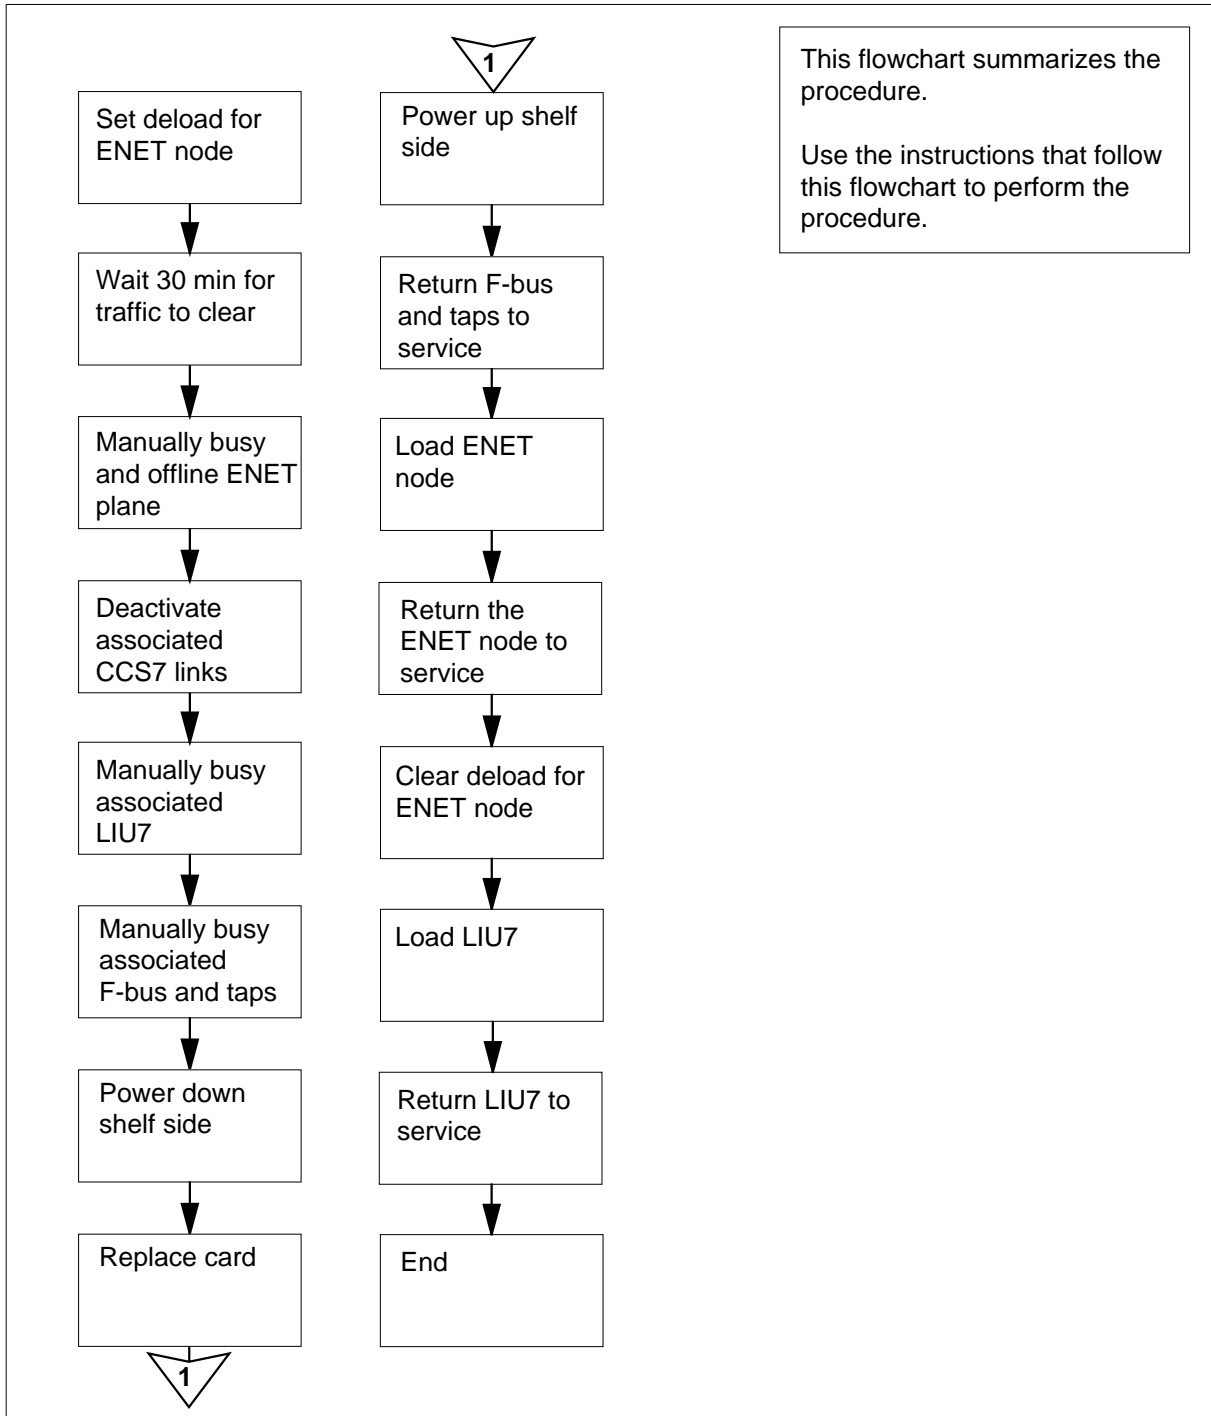 Set deload for
ENET node
Wait 30 min for
traffic to clear
Manually busy
and offline ENET
plane
Deactivate
associated
CCS7 links
Manually busy
associated
LIU7
Manually busy
associated
F-bus and taps
Power down
shelf side
Replace card
1
1
Power up shelf
side
Return F-bus
and taps to
service
Load ENET
node
Return the
ENET node to
service
Clear deload for
ENET node
Load LIU7
Return LIU7 to
service
End
This flowchart summarizes the
procedure.
Use the instructions that follow
this flowchart to perform the
procedure.